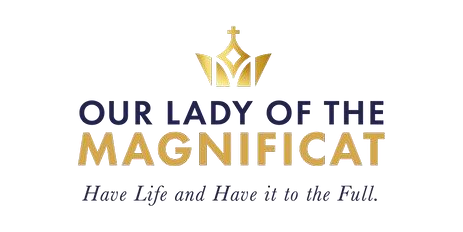 OUR LADY OF THE
MAGNIFICAT
Have Life and Have it to the Full.